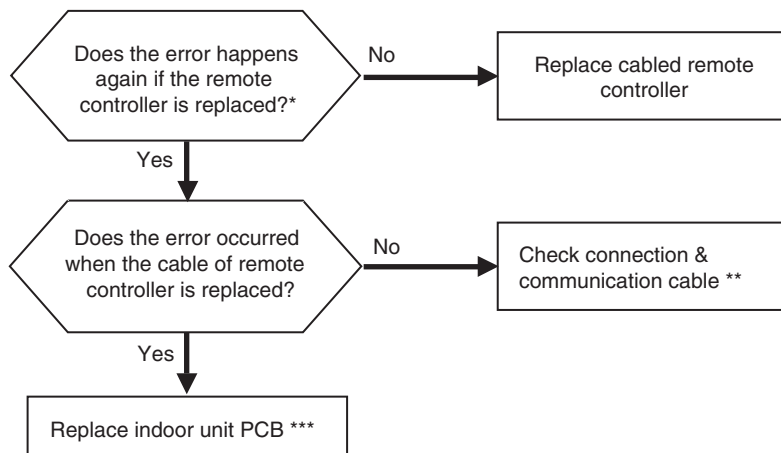 Does the error happens
again if the remote
controller is replaced?*
No
Replace cabled remote
controller
Yes
Does the error occurred
when the cable of remote
controller is replaced?
No
Check connection &
communication cable **
Yes
Replace indoor unit PCB ***